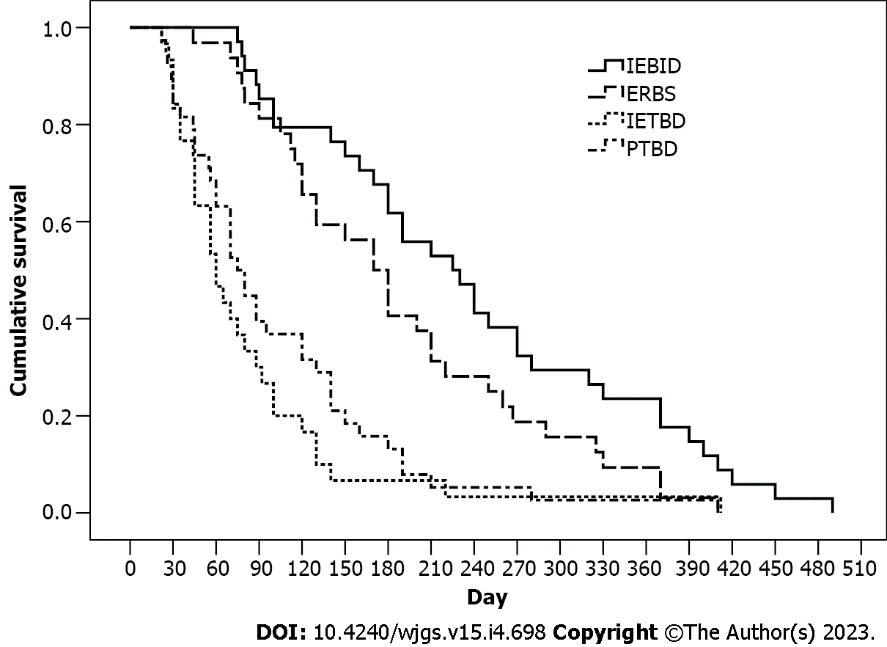 1.0
0.8
0.6
0.4
0.2
0.0
Cumulative survival
IEBID
ERBS
IETBD
PTBD
0 30 60 90 120 150 180 210 240 270 300 330 360 390 420 450 480 510
Day
DOI: 10.4240/wjgs.v15.i4.698 Copyright ©The Author(s) 2023.